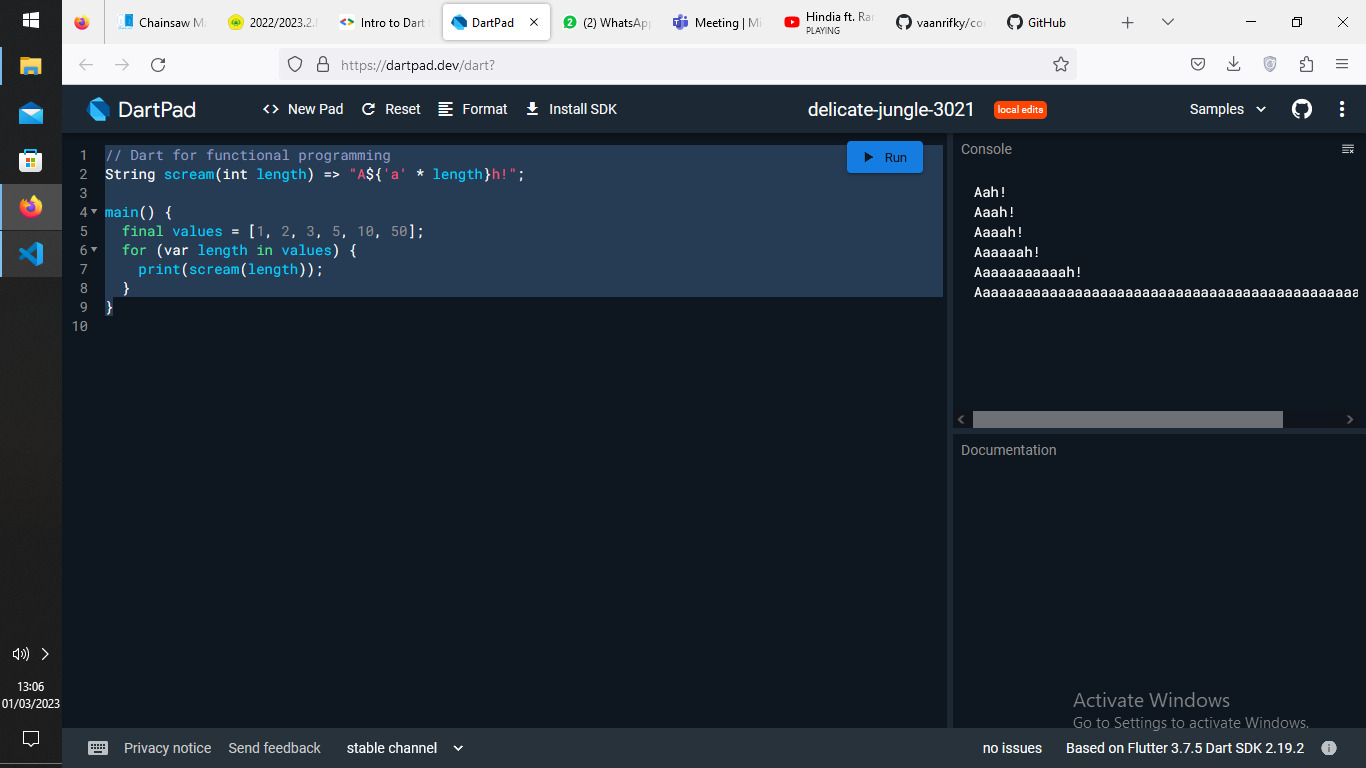 Chainsaw Ma
2022/2023.2.
Intro to Dart
DartPad
(2) WhatsApp
Meeting | Mi
Hindia ft. Rar
PLAYING
vaanrifky/co
GitHub
https://dartpad.dev/dart?
DartPad
New Pad
Reset
Format
Install SDK
delicate-jungle-3021
local edits
Samples
1 // Dart for functional programming
2 String scream(int length) => "A${'a' * length}h!";
3
4 main() {
5 final values = [1, 2, 3, 5, 10, 50];
6 for (var length in values) {
7 print(scream(length));
8 }
9 }
10
Run
Console
Aah!
Aaah!
Aaaah!
Aaaaaah!
Aaaaaaaaaaah!
Aaaaaaaaaaaaaaaaaaaaaaaaaaaaaaaaaaaaaaaaaaaaaa
Documentation
Activate Windows
Go to Settings to activate Windows.
13:06
01/03/2023
Privacy notice
Send feedback
stable channel
no issues
Based on Flutter 3.7.5 Dart SDK 2.19.2